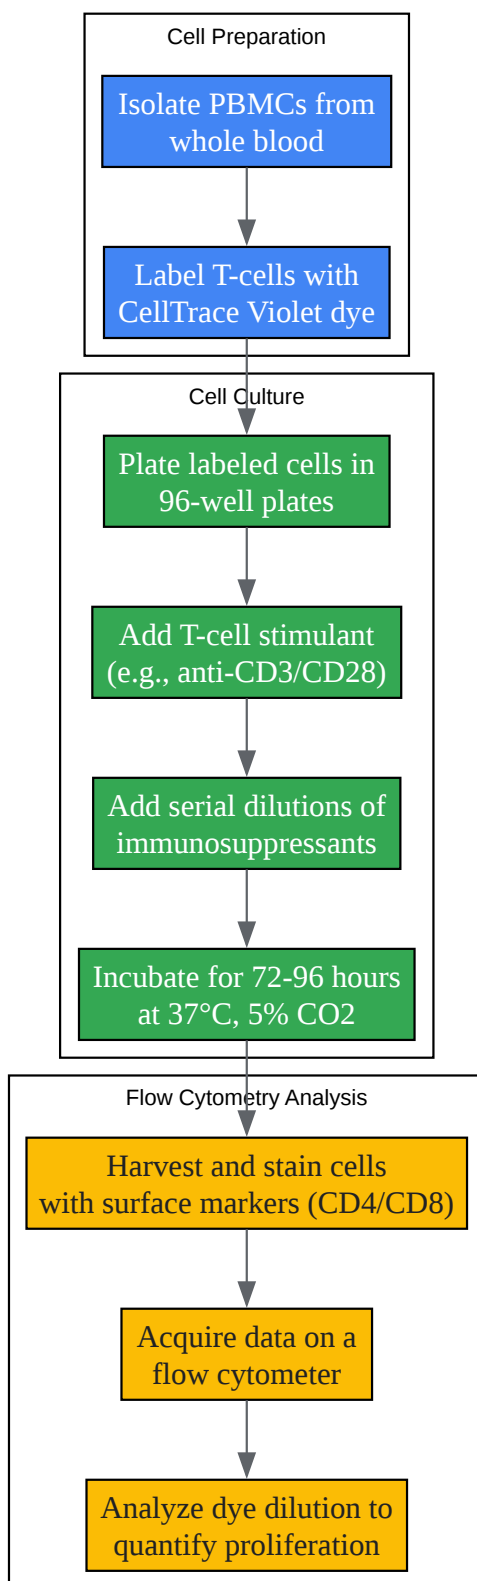 Cell Preparation
Isolate PBMCs from
whole blood
Label T-cells with
CellTrace Violet dye
Cell Culture
Plate labeled cells in
96-well plates
Add T-cell stimulant
(e.g., anti-CD3/CD28)
Add serial dilutions of
immunosuppressants
Incubate for 72-96 hours
at 37°C, 5% CO2
Flow Cytometry Analysis
Harvest and stain cells
with surface markers (CD4/CD8)
Acquire data on a
flow cytometer
Analyze dye dilution to
quantify proliferation